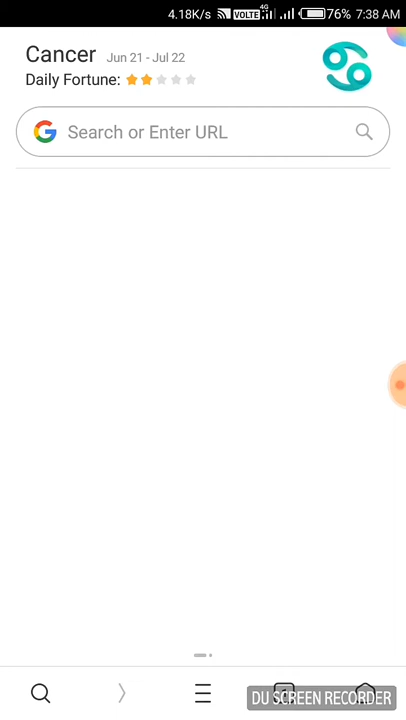 4.18K/s VOLTE 4G 76% 7:38 AM
Cancer Jun 21 - Jul 22
Daily Fortune:
G Search or Enter URL
DU SCREEN RECORDER